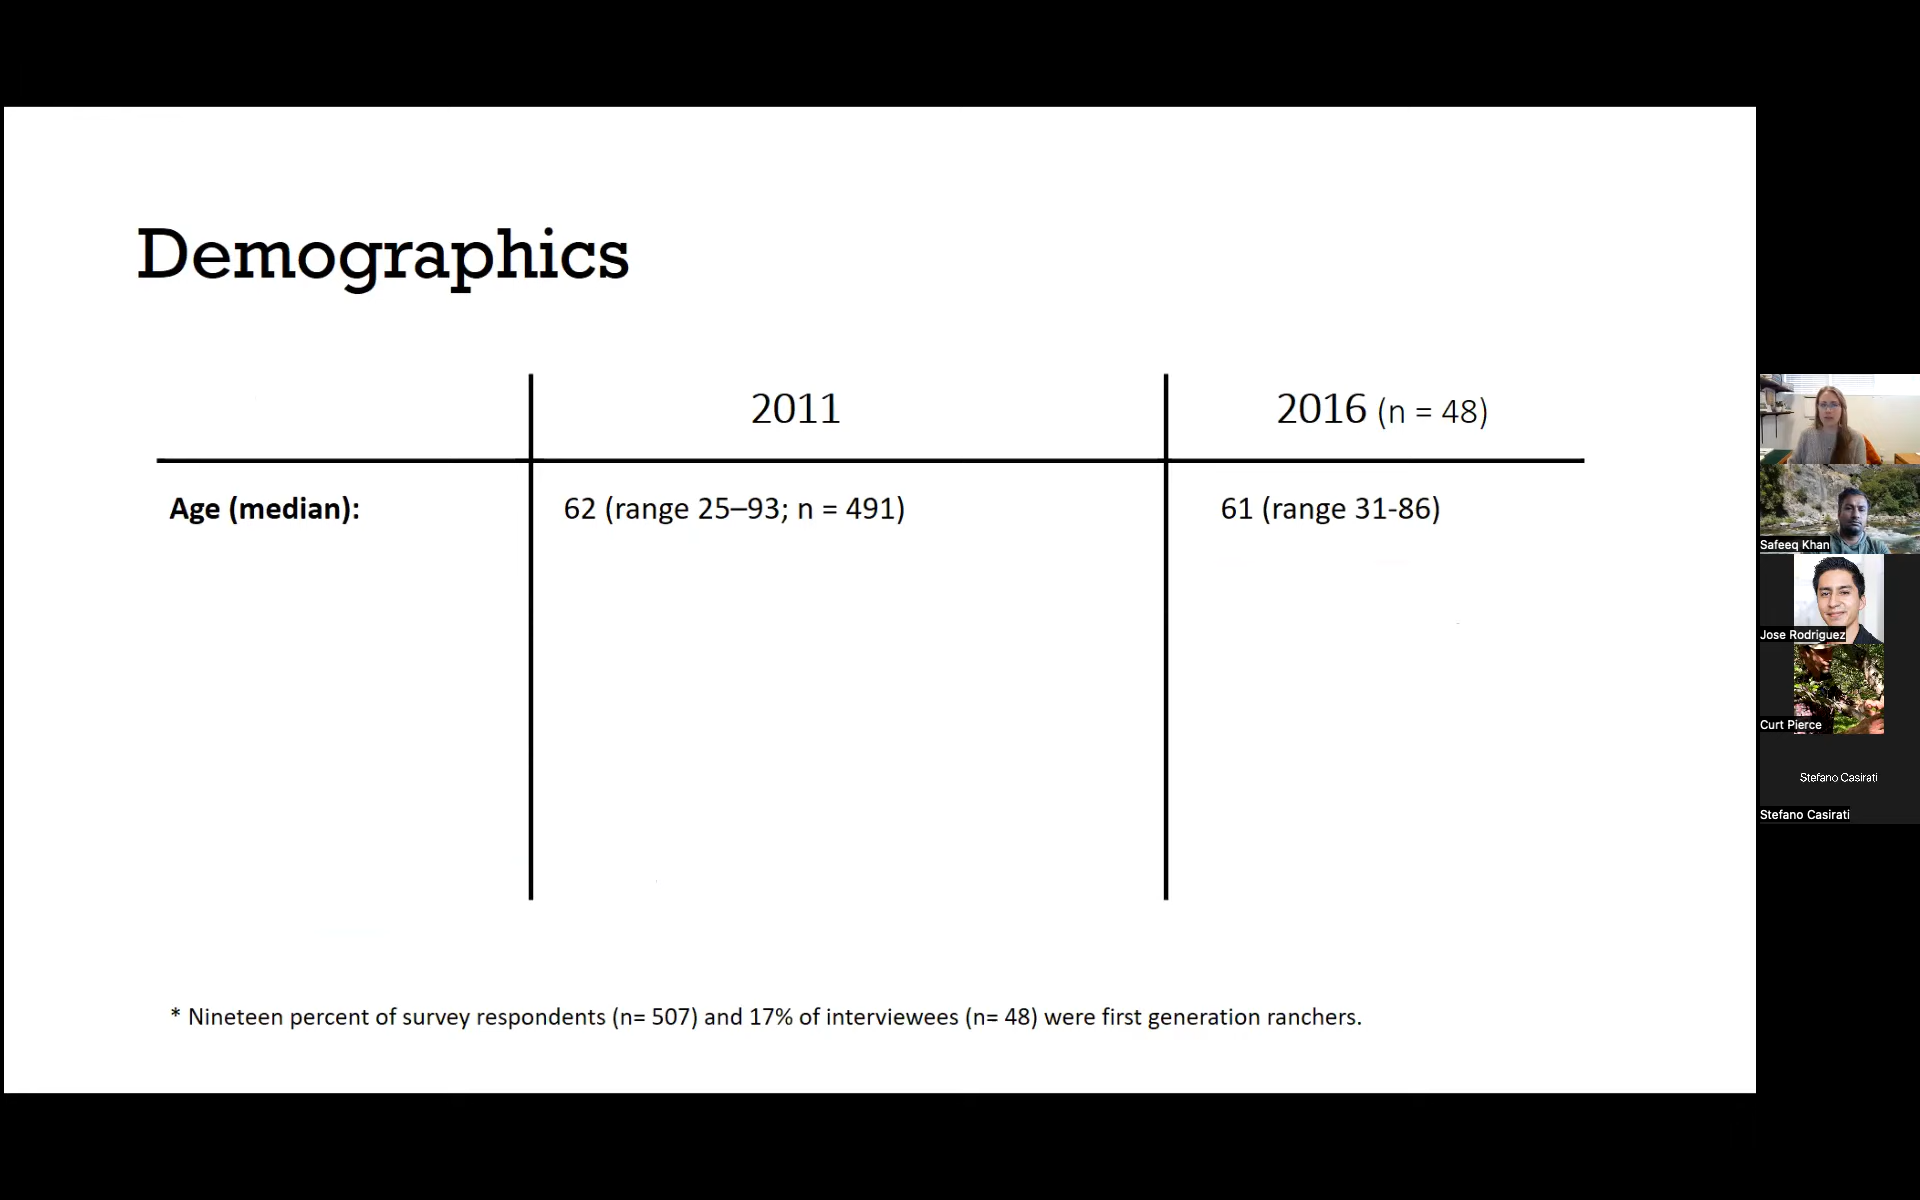 Demographics
2011
2016 (n = 48)
Age (median):
62 (range 25–93; n = 491)
61 (range 31-86)
* Nineteen percent of survey respondents (n= 507) and 17% of interviewees (n= 48) were first generation ranchers.
Safeeq Khan
Jose Rodriguez
Curt Pierce
Stefano Casirati
Stefano Casirati